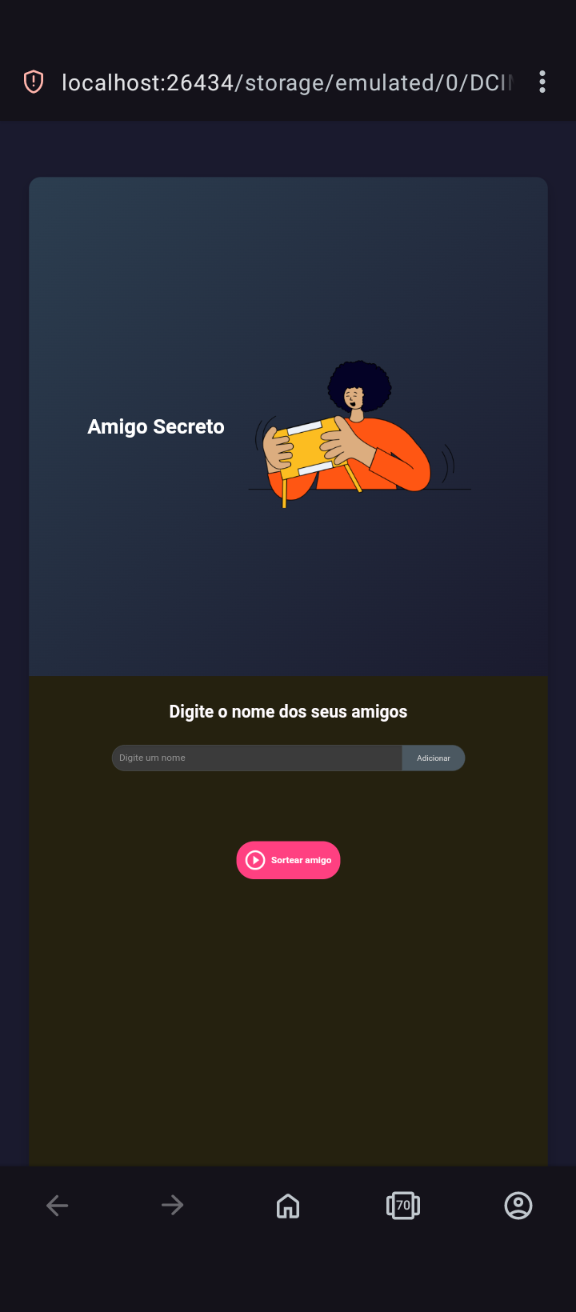 localhost:26434/storage/emulated/0/DCI
Amigo Secreto
Digite o nome dos seus amigos
Digite um nome
Adicionar
Sortear amigo
70